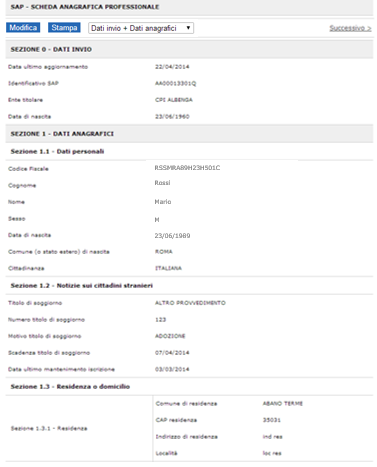 SAP - SCHEDA ANAGRAFICA PROFESSIONALE
Modifica Stampa Dati invio + Dati anagrafici Successivo >
SEZIONE 0 - DATI INVIO
Data ultimo aggiornamento 22/04/2014
Identificativo SAP AA00013301Q
Ente titolare CPI ALBENGA
Data di nascita 23/06/1960
SEZIONE 1 - DATI ANAGRAFICI
Sezione 1.1 - Dati personali
Codice Fiscale RSSMRA89H23H501C
Cognome Rossi
Nome Mario
Sesso M
Data di nascita 23/06/1989
Comune (o stato estero) di nascita ROMA
Cittadinanza ITALIANA
Sezione 1.2 - Notizie sui cittadini stranieri
Titolo di soggiorno ALTRO PROVVEDIMENTO
Numero titolo di soggiorno 123
Motivo titolo di soggiorno ADOZIONE
Scadenza titolo di soggiorno 07/04/2014
Data ultimo mantenimento iscrizione 03/03/2014
Sezione 1.3 - Residenza o domicilio
Sezione 1.3.1 - Residenza
Comune di residenza ABANO TERME
CAP residenza 35031
Indirizzo di residenza ind res
Località loc res